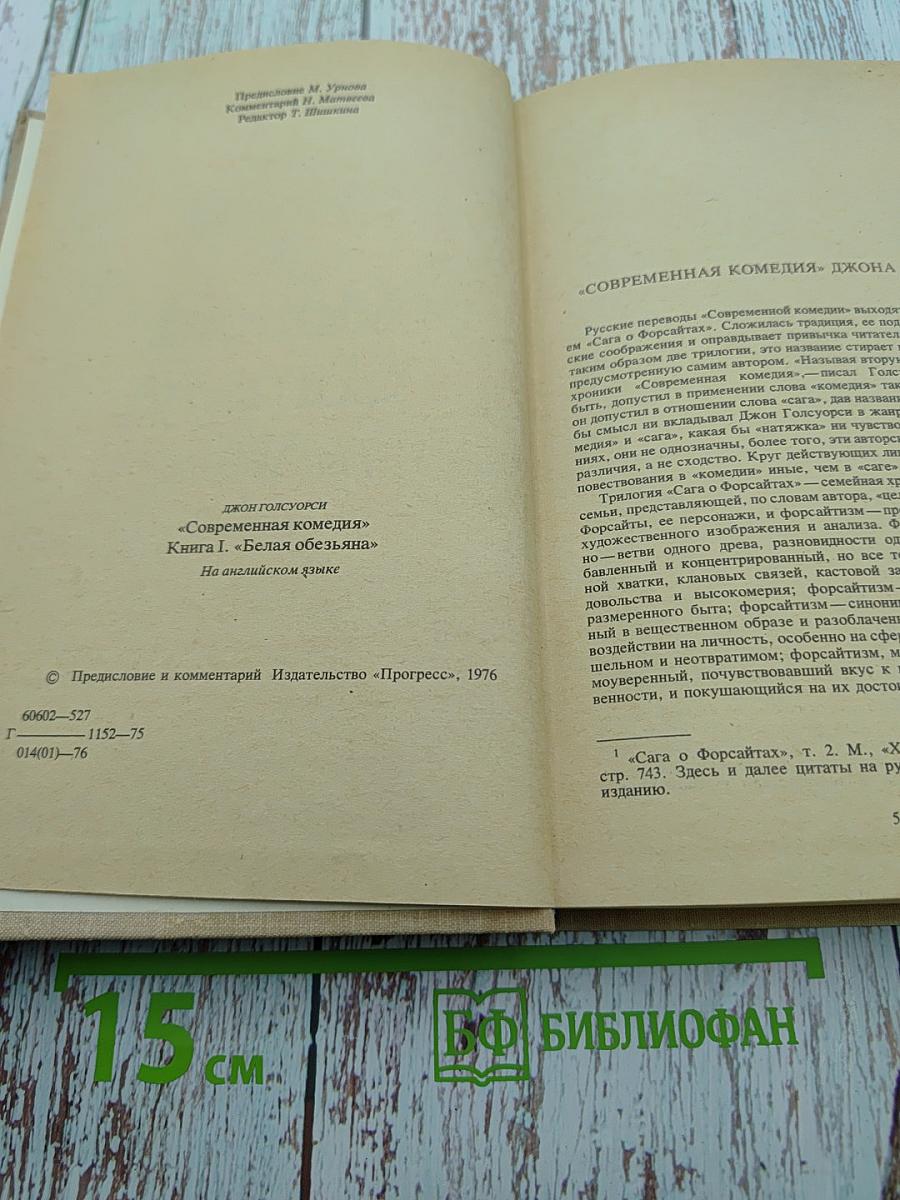 Предисловие М. Урнова
Комментарий Н. Матвеева
Редактор Т. Шишкина
ДЖОН ГОЛСУОРСИ
«Современная комедия»
Книга I. «Белая обезьяна»
На английском языке
© Предисловие и комментарий Издательство «Прогресс», 1976
60602—527
Г———1152—75
014(01)—76
«СОВРЕМЕННАЯ КОМЕДИЯ» ДЖОНА
Русские переводы «Современной комедии» выходят
ем «Сага о Форсайтах». Сложилась традиция, ее под
ские соображения и оправдывает привычка читател
таким образом две трилогии, это название стирает
предусмотренную самим автором. «Называя вторую
хроники «Современная комедия»,—писал Голс
быть, допустил в применении слова «комедия» так
он допустил в отношении слова «сага», дав назван
бы смысл ни вкладывал Джон Голсуорси в жанр
медия» и «сага», какая бы «натяжка» ни чувство
ниях, они не однозначны, более того, эти авторс
различия, а не сходство. Круг действующих ли
повествования в «комедии» иные, чем в «саге»
Трилогия «Сага о Форсайтах»—семейная хр
семьи, представляющей, по словам автора, «це
Форсайты, ее персонажи, и форсайтизм—пр
художественного изображения и анализа. Ф
но—ветви одного древа, разновидности од
бавленный и концентрированный, но все то
ной хватки, клановых связей, кастовой за
довольства и высокомерия; форсайтизм—
размеренного быта; форсайтизм—синони
ный в вещественном образе и разоблачен
воздействии на личность, особенно на сфер
шельном и неотвратимом; форсайтизм, м
моуверенный, почувствовавший вкус к
венности, и покушающийся на их досто
1 «Сага о Форсайтах», т. 2. М., «Х
стр. 743. Здесь и далее цитаты на ру
изданию.
5
15 см
БФ БИБЛИОФАН